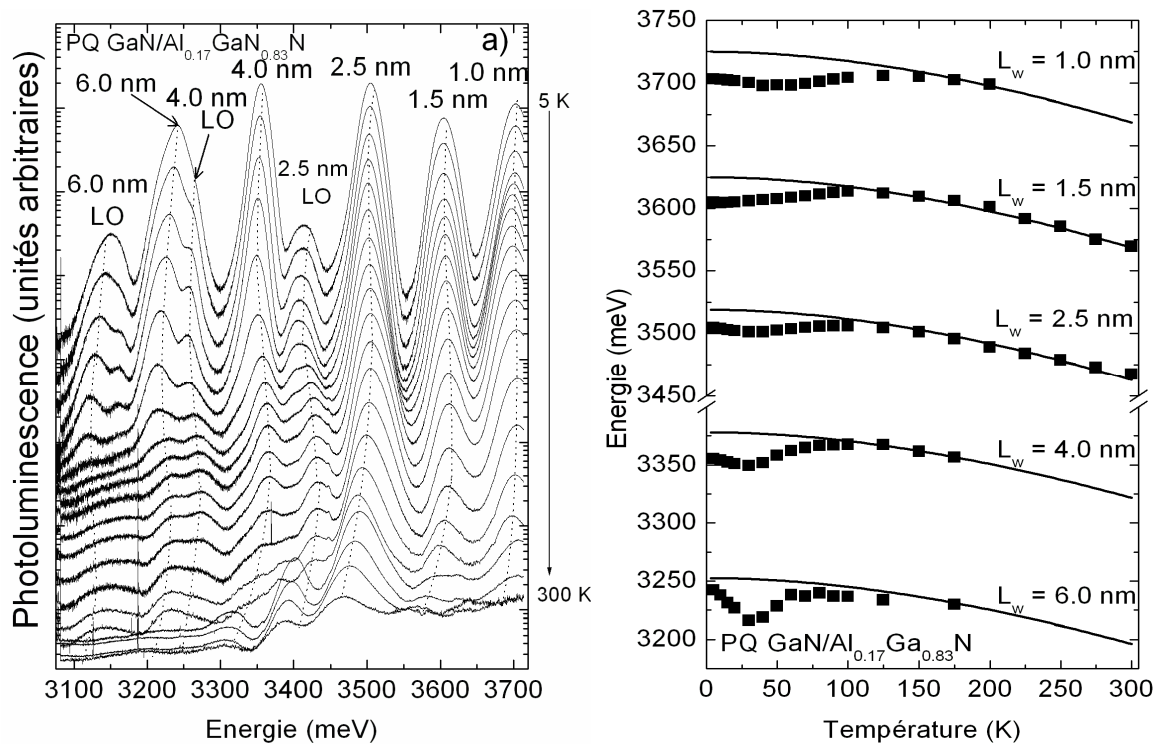 PQ GaN/Al0.17GaN0.83N
a)
6.0 nm
4.0 nm
LO
4.0 nm
2.5 nm
1.0 nm
1.5 nm
6.0 nm
LO
2.5 nm
LO
5 K
300 K
Photoluminescence (unités arbitraires)
3100 3200 3300 3400 3500 3600 3700
Energie (meV)
3750
3700
3650
3600
3550
3500
3450
3350
3300
3250
3200
Energie (meV)
Lw = 1.0 nm
Lw = 1.5 nm
Lw = 2.5 nm
Lw = 4.0 nm
Lw = 6.0 nm
PQ GaN/Al0.17Ga0.83N
0 50 100 150 200 250 300
Température (K)